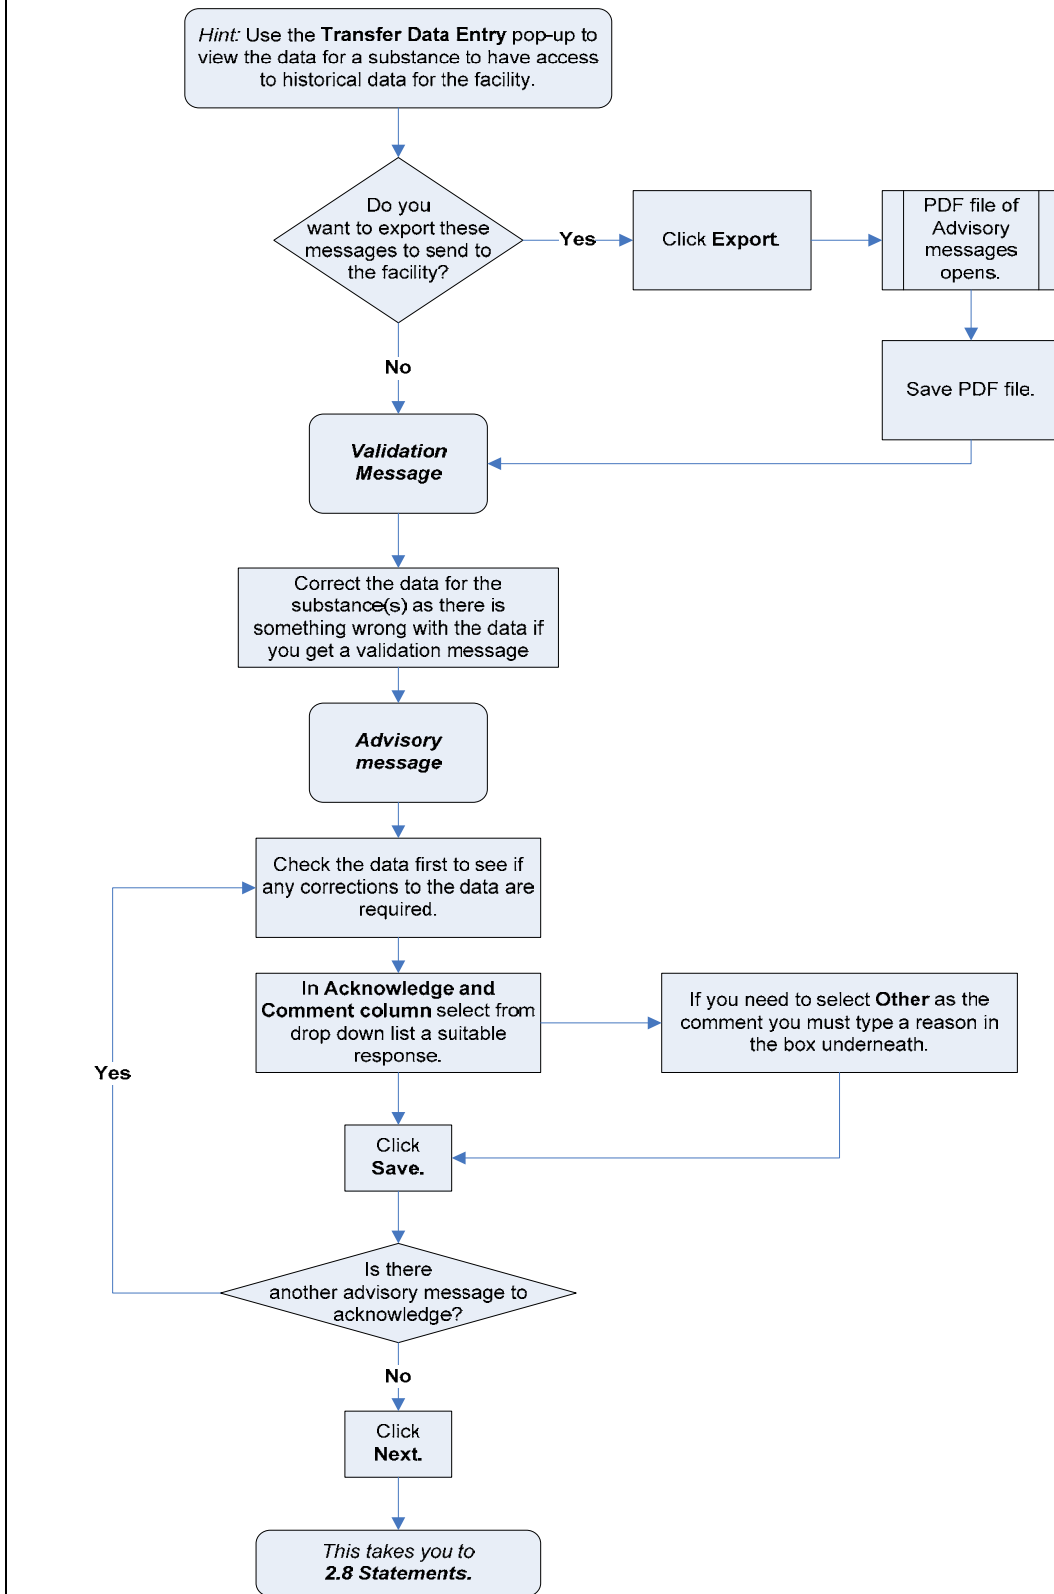 Hint: Use the Transfer Data Entry pop-up to
view the data for a substance to have access
to historical data for the facility.
Do you
want to export these
messages to send to
the facility?
Yes
Click Export.
PDF file of
Advisory
messages
opens.
Save PDF file.
No
Validation
Message
Correct the data for the
substance(s) as there is
something wrong with the data if
you get a validation message
Advisory
message
Check the data first to see if
any corrections to the data are
required.
In Acknowledge and
Comment column select from
drop down list a suitable
response.
If you need to select Other as the
comment you must type a reason in
the box underneath.
Yes
Click
Save.
Is there
another advisory message to
acknowledge?
No
Click
Next.
This takes you to
2.8 Statements.